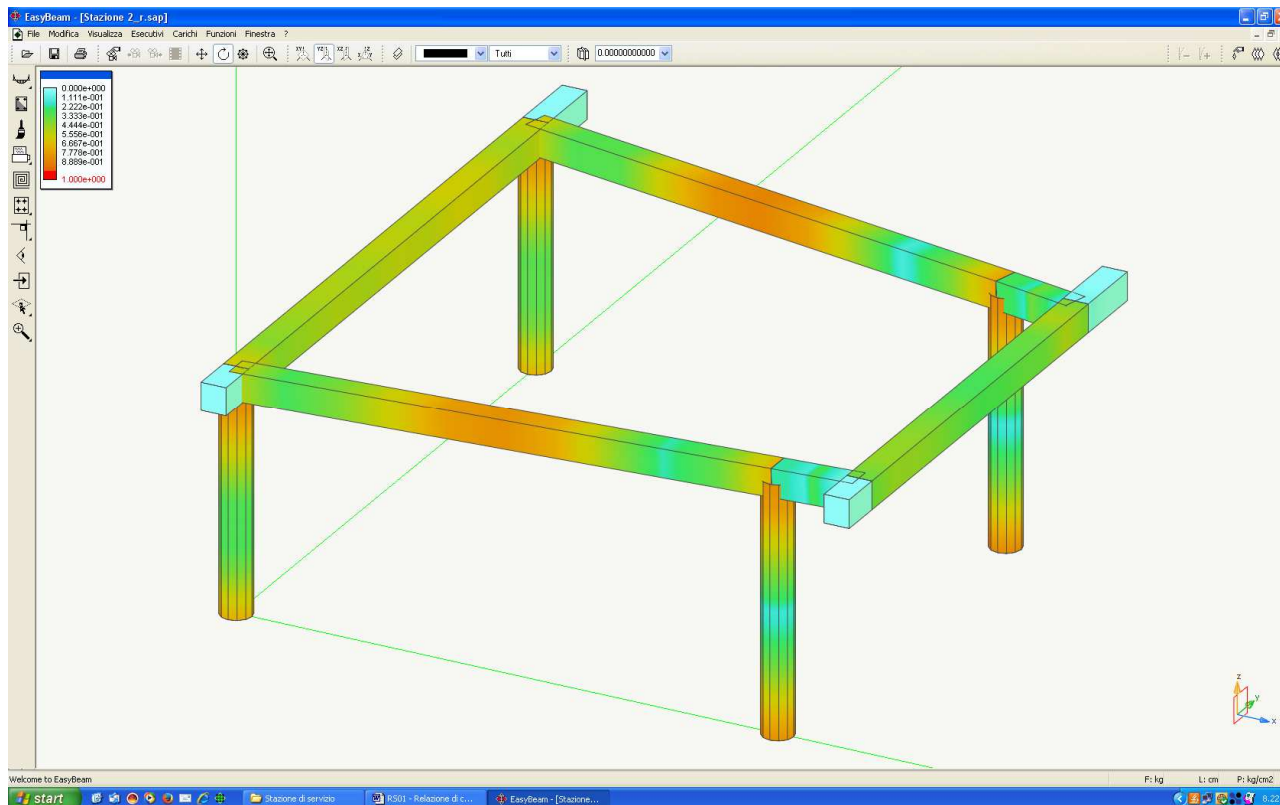 EasyBeam - [Stazione 2_r.sap]
File Modifica Visualizza Esecutivi Carichi Funzioni Finestra ?
Tutti 0.00000000000
0.000e+000
1.111e-001
2.222e-001
3.333e-001
4.444e-001
5.556e-001
6.667e-001
7.778e-001
8.889e-001
1.000e+000
z
y
x
Welcome to EasyBeam F: kg L: cm P: kg/cm2
start Stazione di servizio RS01 - Relazione di c... EasyBeam - [Stazione... 8.22